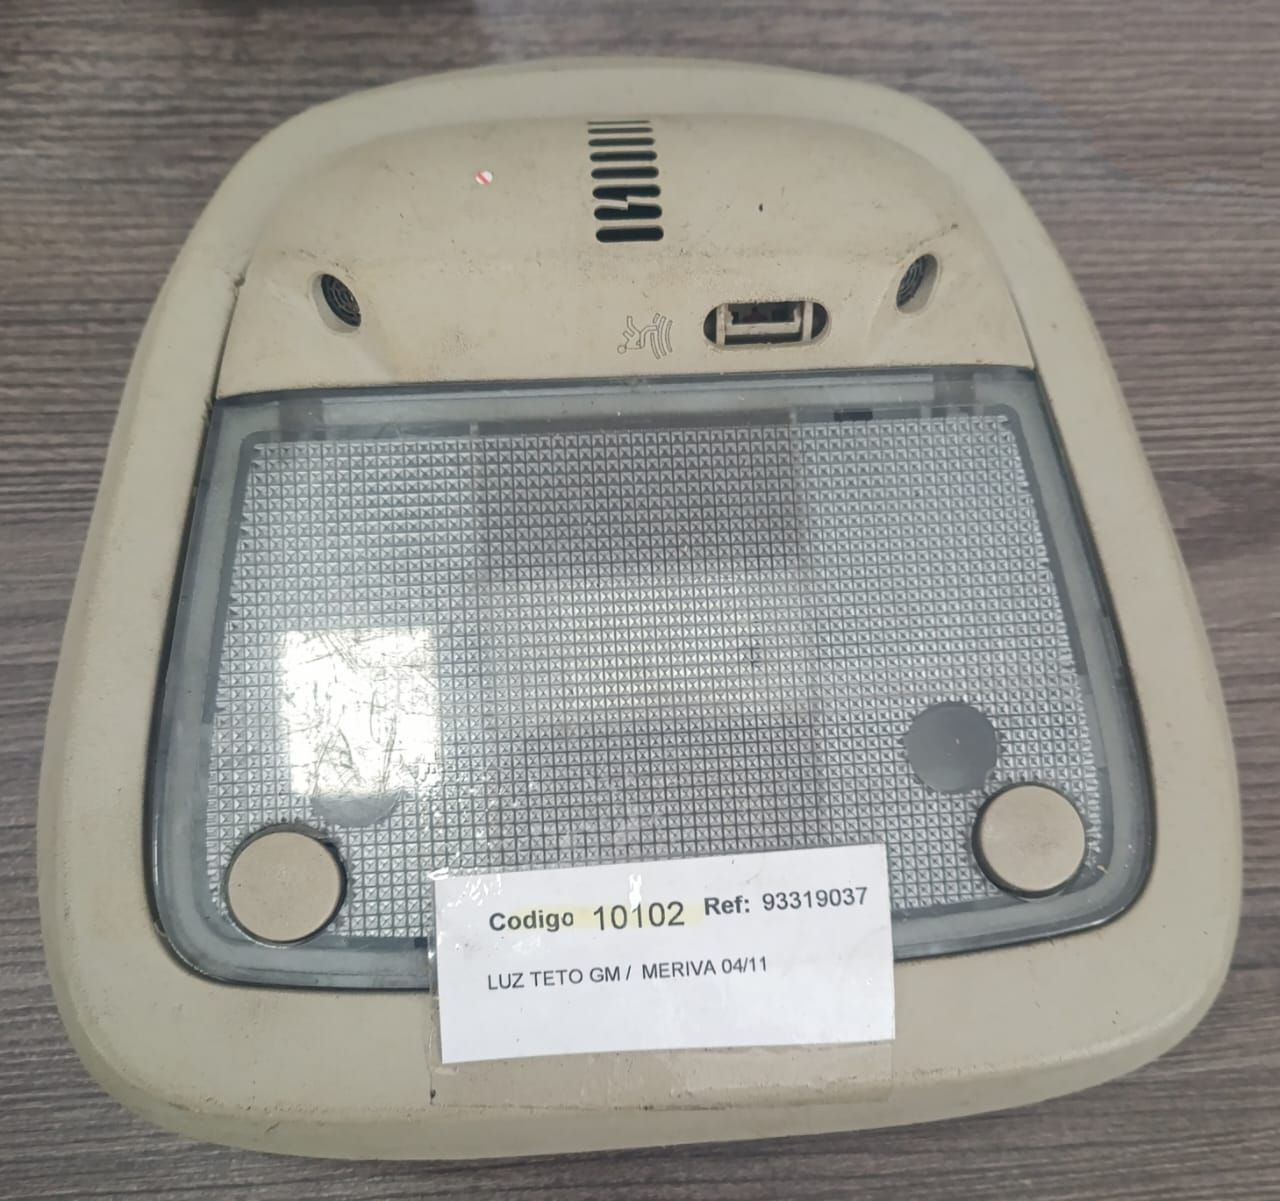 Codigo 10102 Ref: 93319037
LUZ TETO GM / MERIVA 04/11